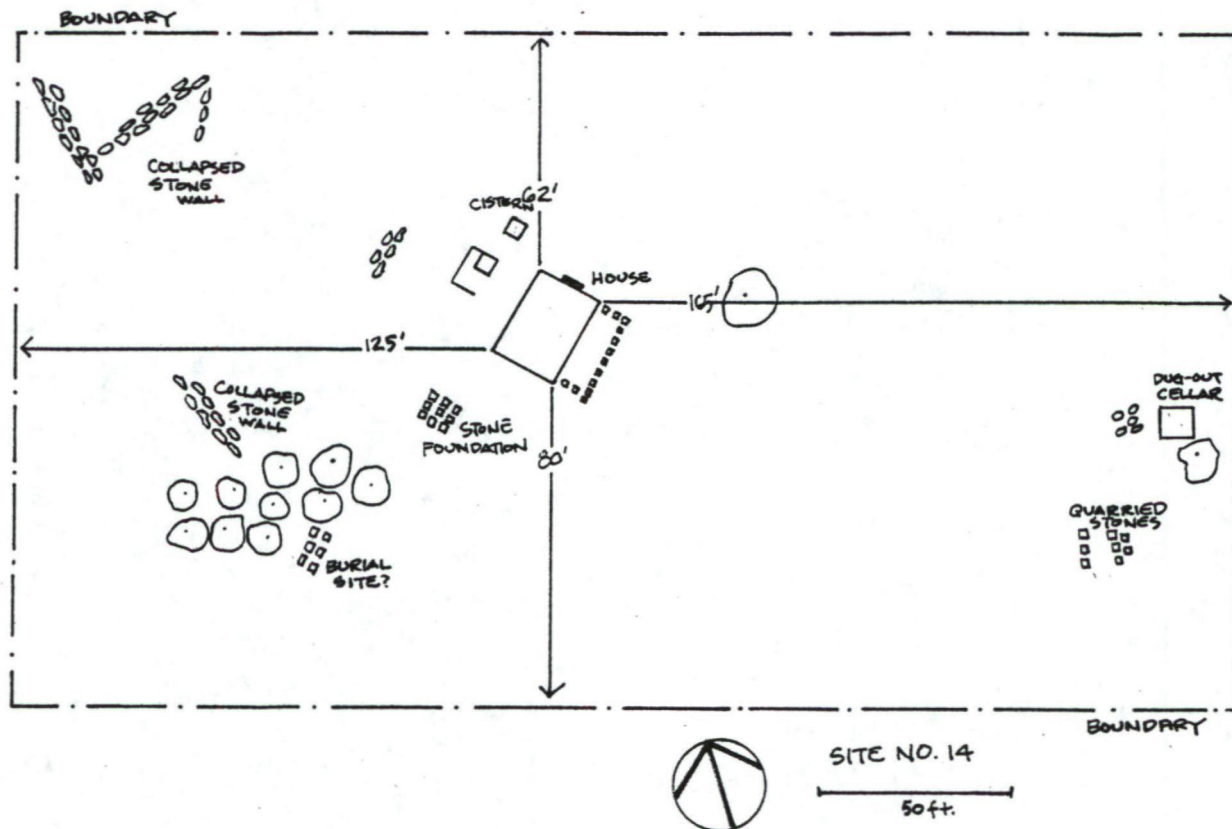 BOUNDARY
COLLAPSED
STONE
WALL
62'
CISTERN
HOUSE
165'
125'
COLLAPSED
STONE
WALL
STONE
FOUNDATION
80'
DUG-OUT
CELLAR
QUARRIED
STONES
BURIAL
SITE?
BOUNDARY
SITE NO. 14
50 ft.